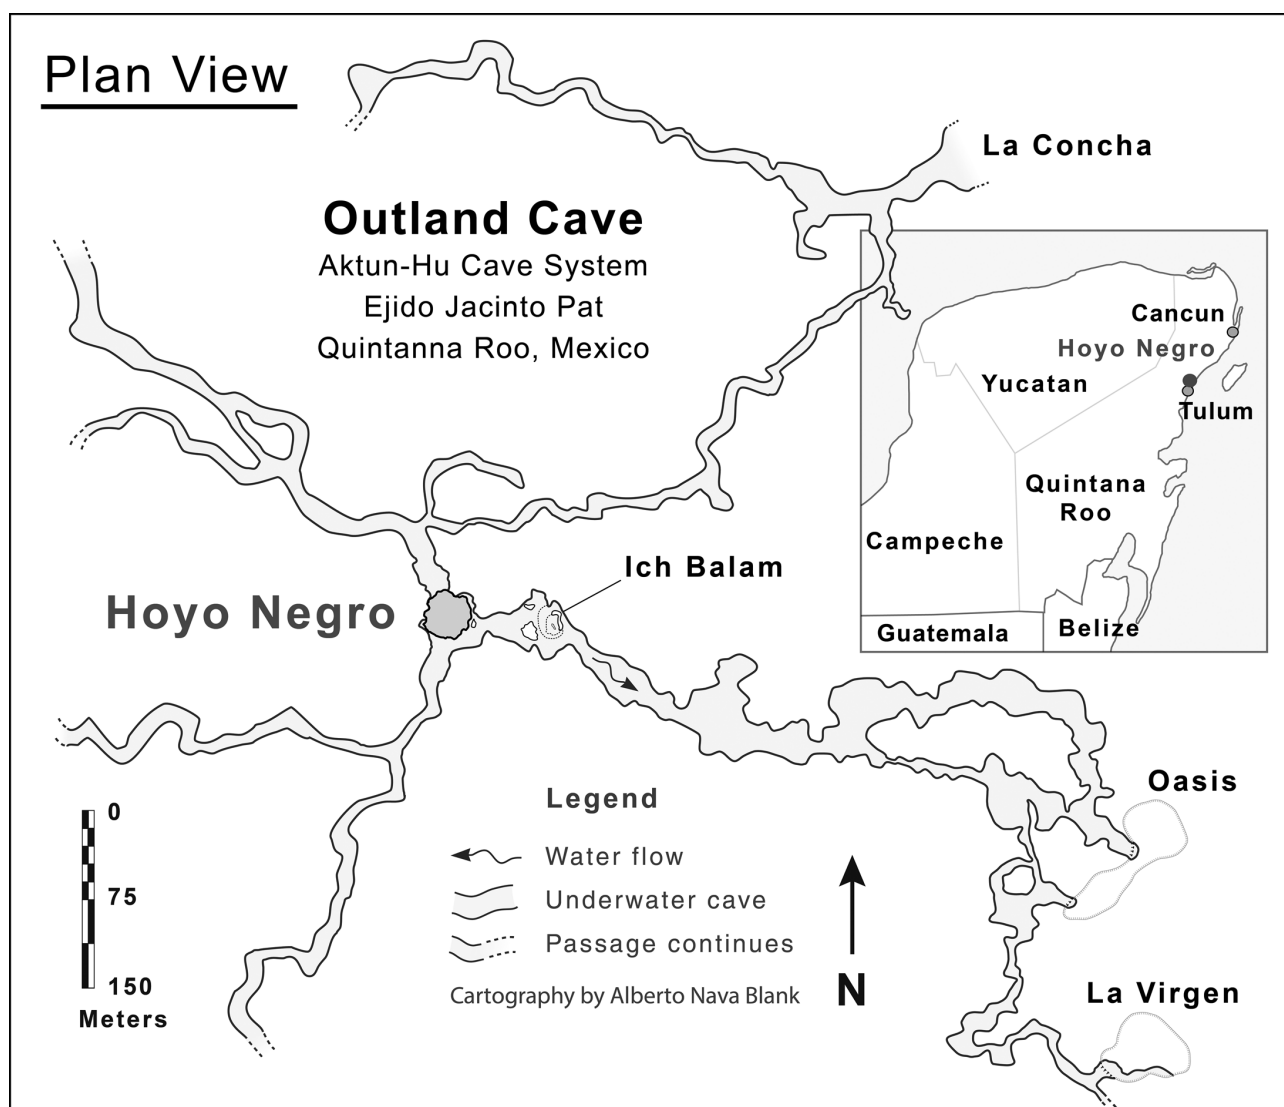 Plan View
La Concha
Outland Cave
Aktun-Hu Cave System
Ejido Jacinto Pat
Quintanna Roo, Mexico
Cancun
Hoyo Negro
Yucatan
Tulum
Quintana
Roo
Campeche
Guatemala
Belize
Ich Balam
Hoyo Negro
Oasis
La Virgen
Legend
Water flow
Underwater cave
Passage continues
Cartography by Alberto Nava Blank
N
0
75
150
Meters